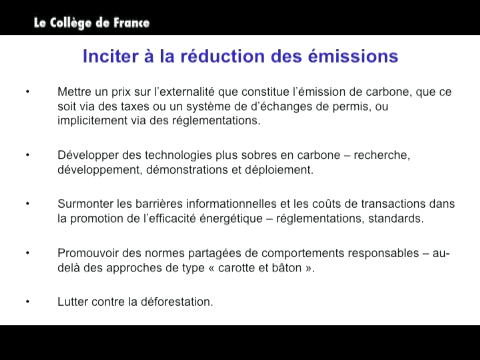 Le Collège de France
Inciter à la réduction des émissions
• Mettre un prix sur l'externalité que constitue l'émission de carbone, que ce
soit via des taxes ou un système de d'échanges de permis, ou
implicitement via des réglementations.
• Développer des technologies plus sobres en carbone – recherche,
développement, démonstrations et déploiement.
• Surmonter les barrières informationnelles et les coûts de transactions dans
la promotion de l'efficacité énergétique – réglementations, standards.
• Promouvoir des normes partagées de comportements responsables – au-
delà des approches de type « carotte et bâton ».
• Lutter contre la déforestation.